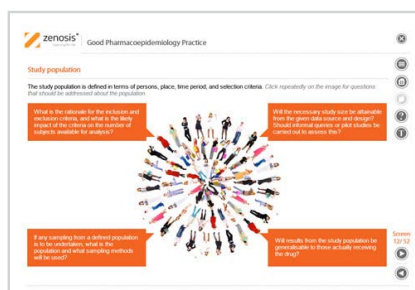 zenosis
Good Pharmacoepidemiology Practice
Study population
The study population is defined in terms of persons, place, time period, and selection criteria. Click repeatedly on the image for questions
that should be addressed about the population.
What is the rationale for the inclusion and
exclusion criteria, and what is the likely
impact of the criteria on the number of
subjects available for analysis?
Will the necessary study size be attainable
from the given data source and design?
Should informal queries or pilot studies be
carried out to assess this?
If any sampling from a defined population
is to be undertaken, what is the
population and what sampling methods
will be used?
Will results from the study population be
generalisable to those actually receiving
the drug?
Screen
52/ 52